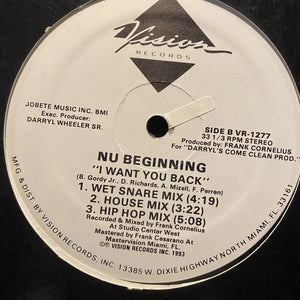 Vision
RECORDS
JOBETE MUSIC INC. BMI
Exec. Producer:
DARRYL WHEELER SR.
SIDE B VR-1277
33 1/3 RPM STEREO
Produced by: FRANK CORNELIUS
For "DARRYL'S COME CLEAN PROD."
NU BEGINNING
"I WANT YOU BACK"
(B. Gordy Jr., D. Richards, A. Mizell, F. Perren)
1. WET SNARE MIX (4:19)
2. HOUSE MIX (3:22)
3. HIP HOP MIX (5:08)
Recorded & Mixed by Frank Cornelius
At Studio Center West
Mastered by Frank Cesarano At
Mastervision Miami, FL.
©℗ VISION RECORDS INC. 1993
MFG. & DIST. BY VISION RECORDS, INC. 13385 W. DIXIE HIGHWAY NORTH MIAMI, FL. 33161